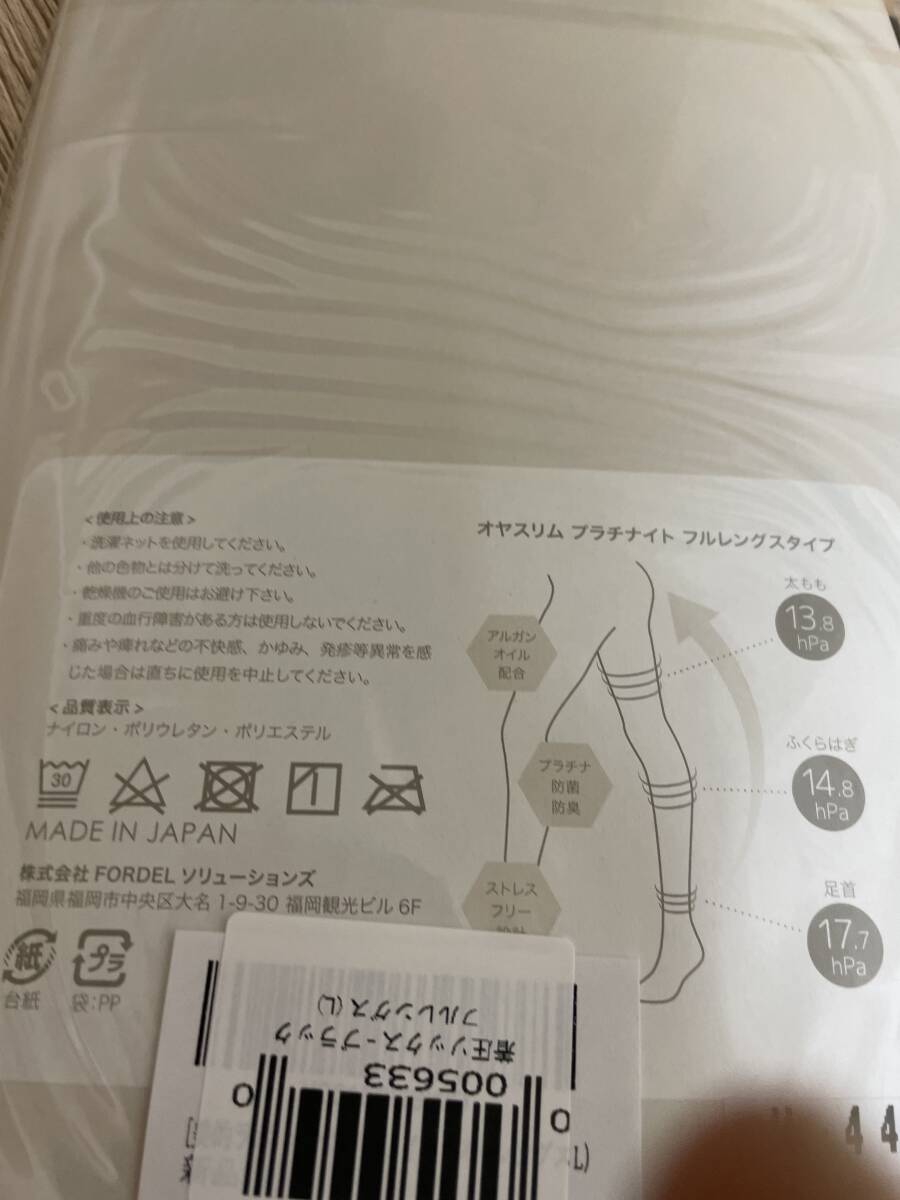 <使用上の注意>
・洗濯ネットを使用してください。
・他の色物とは分けて洗ってください。
・乾燥機のご使用はお避け下さい。
・重度の血行障害がある方は使用しないでください。
・痛みや痺れなどの不快感、かゆみ、発疹等異常を感
じた場合は直ちに使用を中止してください。
<品質表示>
ナイロン・ポリウレタン・ポリエステル
30
MADE IN JAPAN
株式会社 FORDEL ソリューションズ
福岡県福岡市中央区大名 1-9-30 福岡観光ビル 6F
紙
台紙
プラ
袋:PP
オヤスリム プラチナイト フルレングスタイプ
アルガン
オイル
配合
プラチナ
防菌
防臭
ストレス
フリー
太もも
13.8
hPa
ふくらはぎ
14.8
hPa
足首
17.7
hPa
着圧ソックス-ブラック
フルレングス(L)
0 005633 0
44